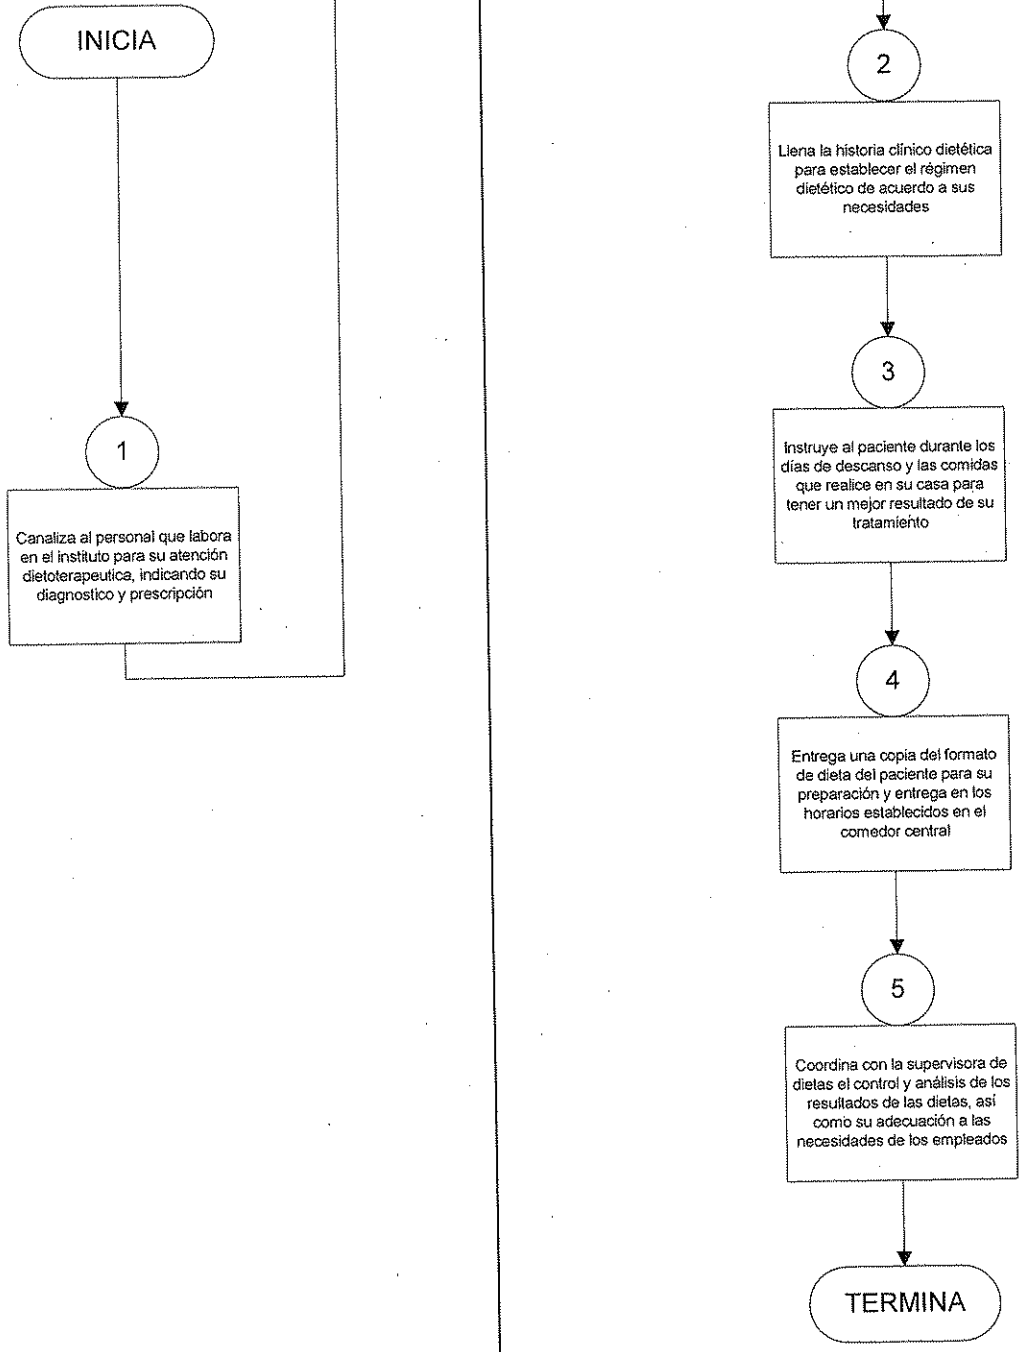 INICIA
1
Canaliza al personal que labora
en el instituto para su atención
dietoterapeutica, indicando su
diagnostico y prescripción
2
Llena la historia clínico dietética
para establecer el régimen
dietético de acuerdo a sus
necesidades
3
Instruye al paciente durante los
días de descanso y las comidas
que realice en su casa para
tener un mejor resultado de su
tratamiento
4
Entrega una copia del formato
de dieta del paciente para su
preparación y entrega en los
horarios establecidos en el
comedor central
5
Coordina con la supervisora de
dietas el control y análisis de los
resultados de las dietas, así
como su adecuación a las
necesidades de los empleados
TERMINA